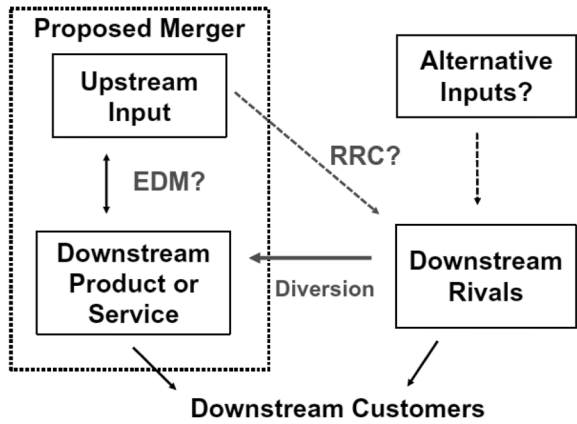 Proposed Merger
Upstream
Input
Alternative
Inputs?
RRC?
EDM?
Downstream
Product or
Service
Diversion
Downstream
Rivals
Downstream Customers